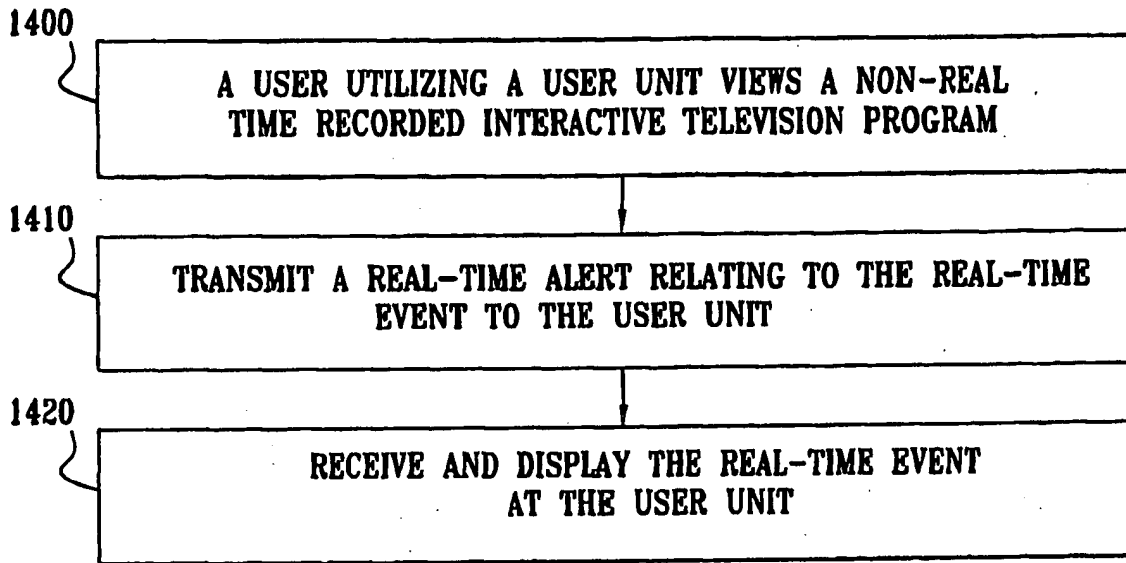 1400
A USER UTILIZING A USER UNIT VIEWS A NON-REAL
TIME RECORDED INTERACTIVE TELEVISION PROGRAM
1410
TRANSMIT A REAL-TIME ALERT RELATING TO THE REAL-TIME
EVENT TO THE USER UNIT
1420
RECEIVE AND DISPLAY THE REAL-TIME EVENT
AT THE USER UNIT